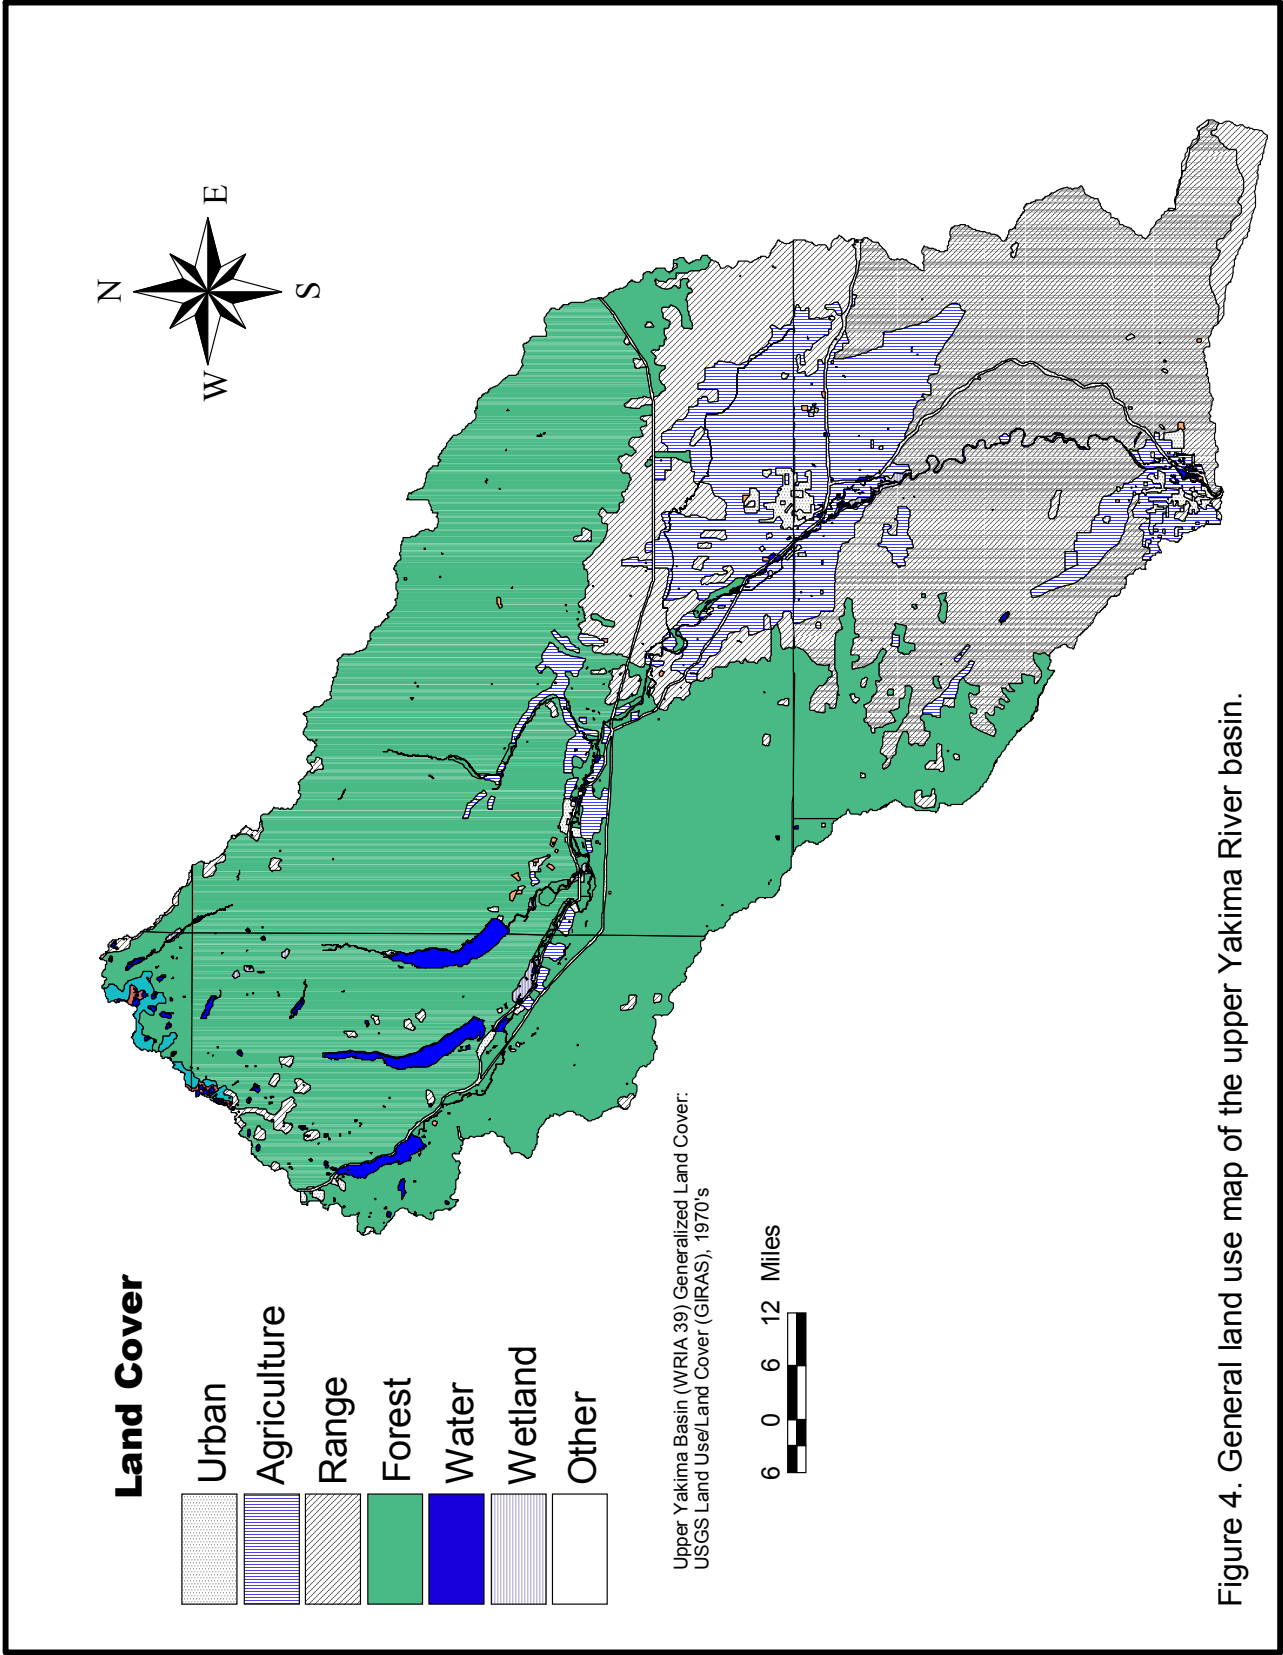 N
W E
S
Land Cover
Urban
Agriculture
Range
Forest
Water
Wetland
Other
Upper Yakima Basin (WRIA 39) Generalized Land Cover:
USGS Land Use/Land Cover (GIRAS), 1970's
6 0 6 12 Miles
Figure 4. General land use map of the upper Yakima River basin.